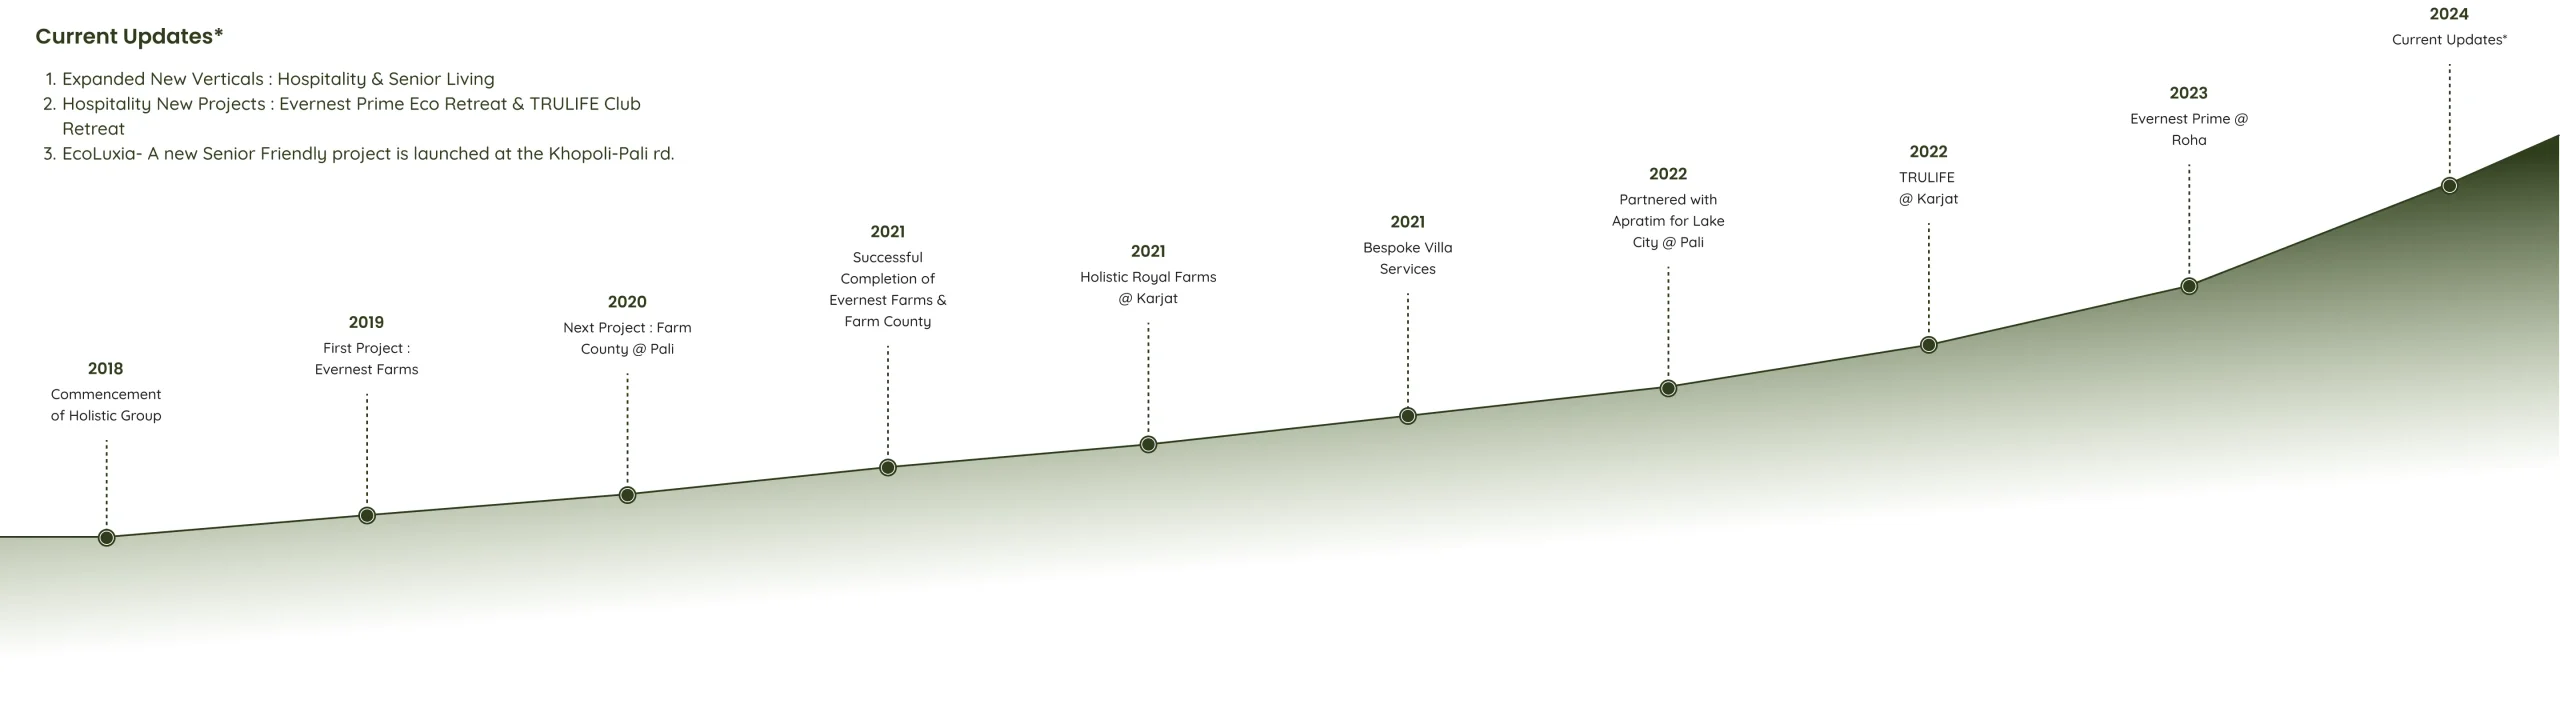 Current Updates*
1. Expanded New Verticals : Hospitality & Senior Living
2. Hospitality New Projects : Evernest Prime Eco Retreat & TRULIFE Club
Retreat
3. EcoLuxia- A new Senior Friendly project is launched at the Khopoli-Pali rd.
2018
Commencement
of Holistic Group
2019
First Project :
Evernest Farms
2020
Next Project : Farm
County @ Pali
2021
Successful
Completion of
Evernest Farms &
Farm County
2021
Holistic Royal Farms
@ Karjat
2021
Bespoke Villa
Services
2022
Partnered with
Apratim for Lake
City @ Pali
2022
TRULIFE
@ Karjat
2023
Evernest Prime @
Roha
2024
Current Updates*